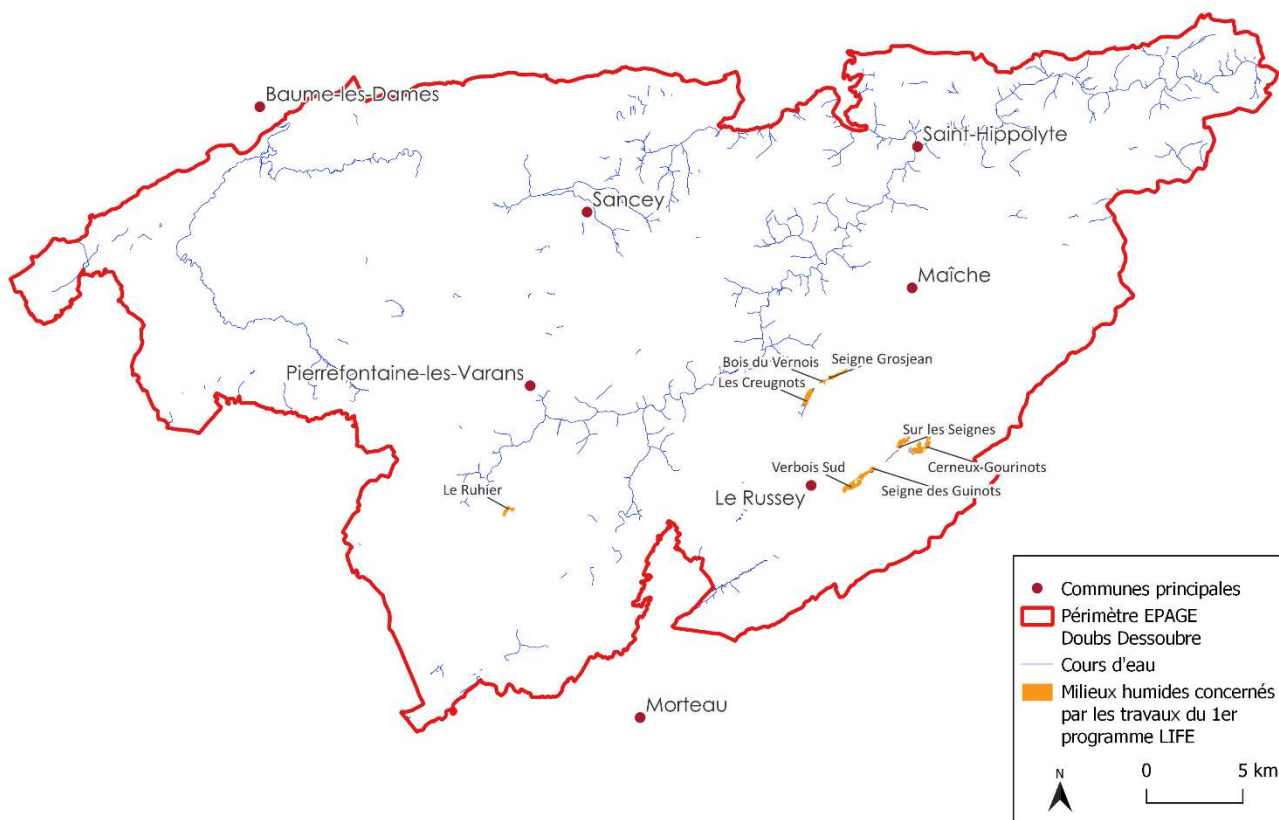 Baume-les-Dames
Saint-Hippolyte
Sancey
Maîche
Bois du Vernois
Seigne Grosjean
Pierrefontaine-les-Varans
Les Creugnots
Sur les Seignes
Verbois Sud
Cerneux-Gourinots
Le Ruhier
Le Russey
Seigne des Guinots
Morteau
Communes principales
Périmètre EPAGE
Doubs Dessoubre
Cours d'eau
Milieux humides concernés
par les travaux du 1er
programme LIFE
N
0 5 km